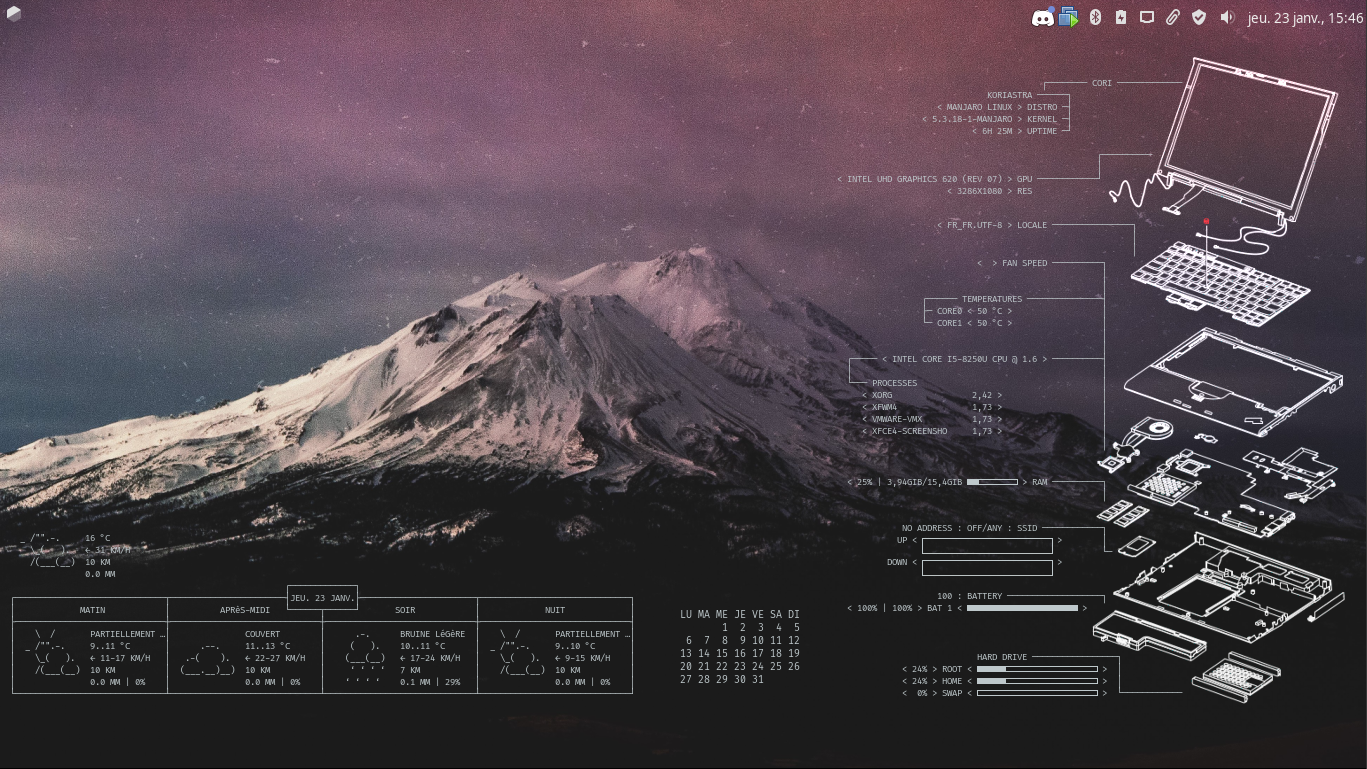 jeu. 23 janv., 15:46
CORI
KORIASTRA
< MANJARO LINUX > DISTRO
< 5.3.18-1-MANJARO > KERNEL
< 6H 25M > UPTIME
< INTEL UHD GRAPHICS 620 (REV 07) > GPU
< 3286X1080 > RES
< FR_FR.UTF-8 > LOCALE
< > FAN SPEED
TEMPERATURES
CORE0 < 50 °C >
CORE1 < 50 °C >
< INTEL CORE I5-8250U CPU @ 1.6 >
PROCESSES
< XORG 2,42 >
< XFWM4 1,73 >
< VMWARE-VMX 1,73 >
< XFCE4-SCREENSHO 1,73 >
< 25% | 3,94GIB/15,4GIB > RAM
NO ADDRESS : OFF/ANY : SSID
UP < >
DOWN < >
100 : BATTERY
< 100% | 100% > BAT 1 < >
HARD DRIVE
< 24% > ROOT < >
< 24% > HOME < >
< 0% > SWAP < >
16 °C
← 31 KM/H
10 KM
0.0 MM
JEU. 23 JANV.
MATIN APRèS-MIDI SOIR NUIT
PARTIELLEMENT … COUVERT BRUINE LéGèRE PARTIELLEMENT …
9..11 °C 11..13 °C 10..11 °C 9..10 °C
← 11-17 KM/H ← 22-27 KM/H ← 17-24 KM/H ← 9-15 KM/H
10 KM 10 KM 7 KM 10 KM
0.0 MM | 0% 0.0 MM | 0% 0.1 MM | 29% 0.0 MM | 0%
LU MA ME JE VE SA DI
1 2 3 4 5
6 7 8 9 10 11 12
13 14 15 16 17 18 19
20 21 22 23 24 25 26
27 28 29 30 31